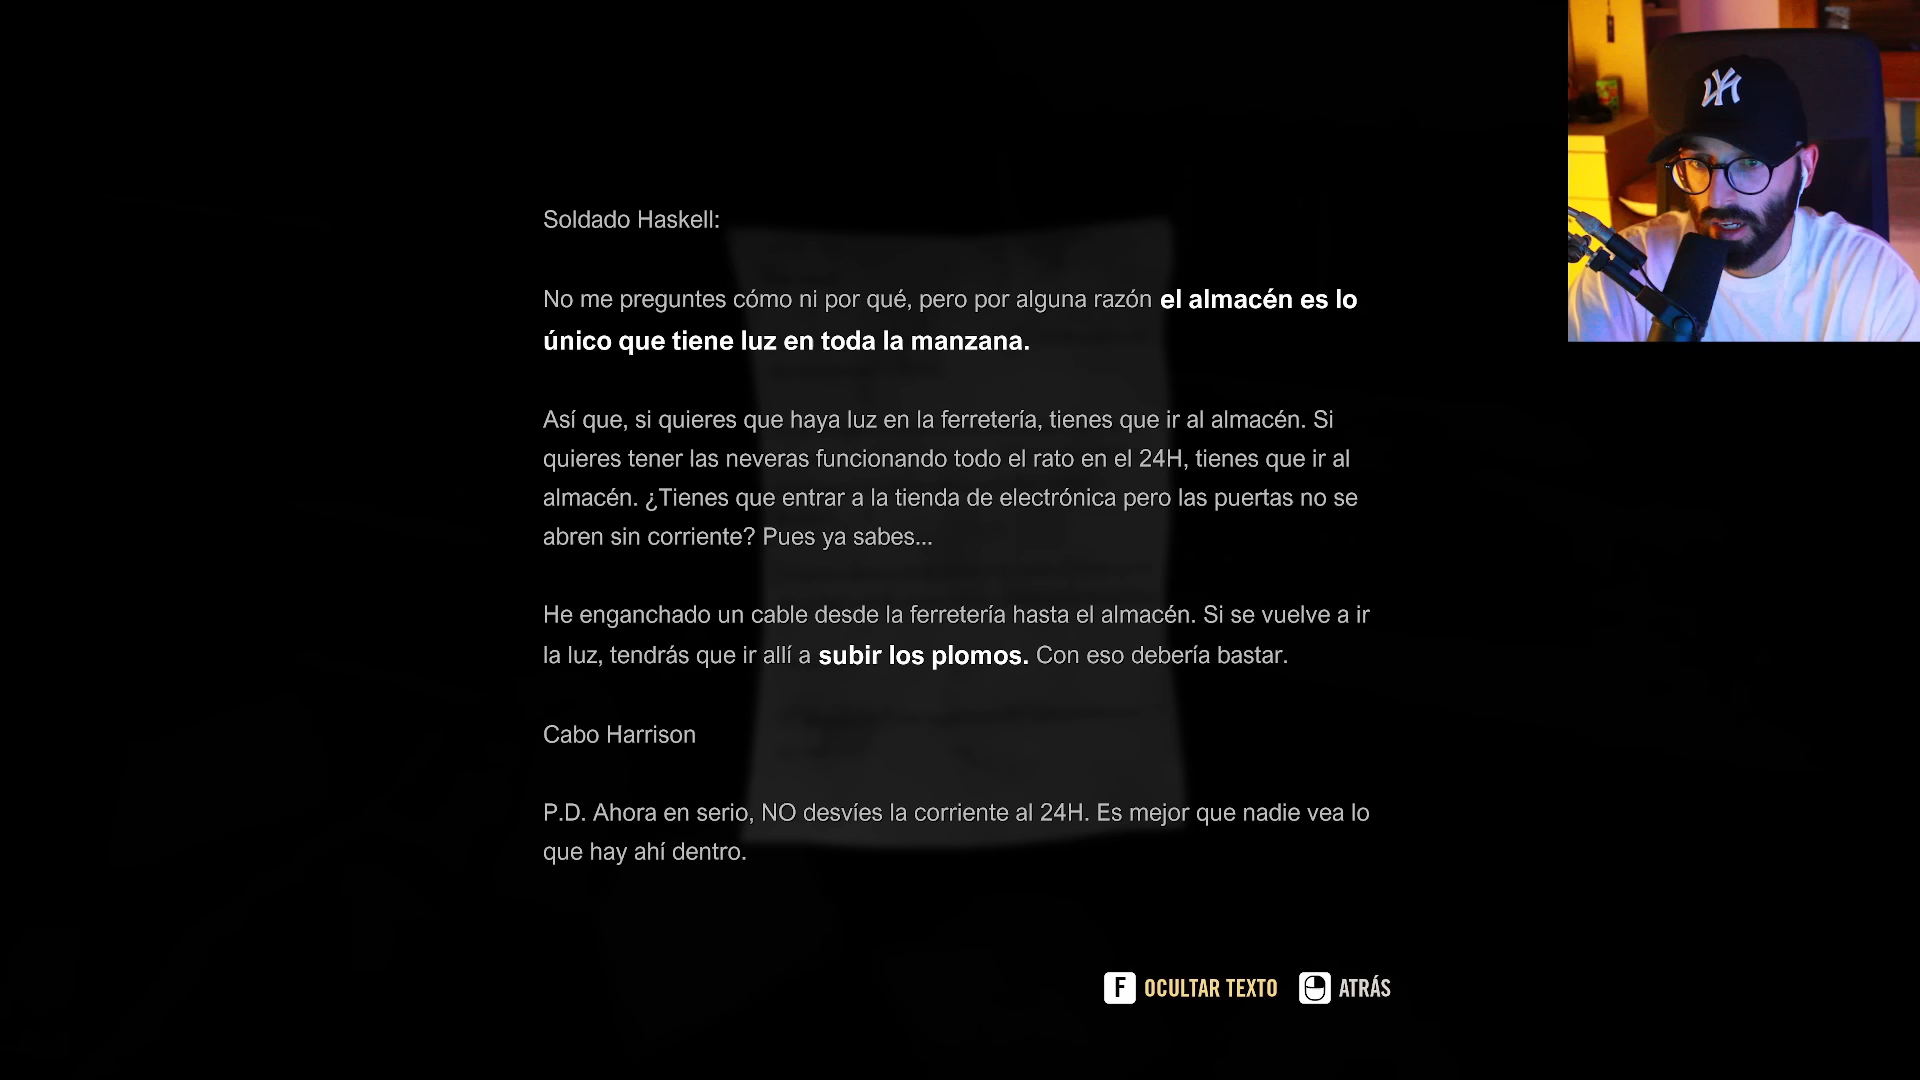 Soldado Haskell:
No me preguntes cómo ni por qué, pero por alguna razón el almacén es lo
único que tiene luz en toda la manzana.
Así que, si quieres que haya luz en la ferretería, tienes que ir al almacén. Si
quieres tener las neveras funcionando todo el rato en el 24H, tienes que ir al
almacén. ¿Tienes que entrar a la tienda de electrónica pero las puertas no se
abren sin corriente? Pues ya sabes...
He enganchado un cable desde la ferretería hasta el almacén. Si se vuelve a ir
la luz, tendrás que ir allí a subir los plomos. Con eso debería bastar.
Cabo Harrison
P.D. Ahora en serio, NO desvíes la corriente al 24H. Es mejor que nadie vea lo
que hay ahí dentro.
F OCULTAR TEXTO ATRÁS
NY